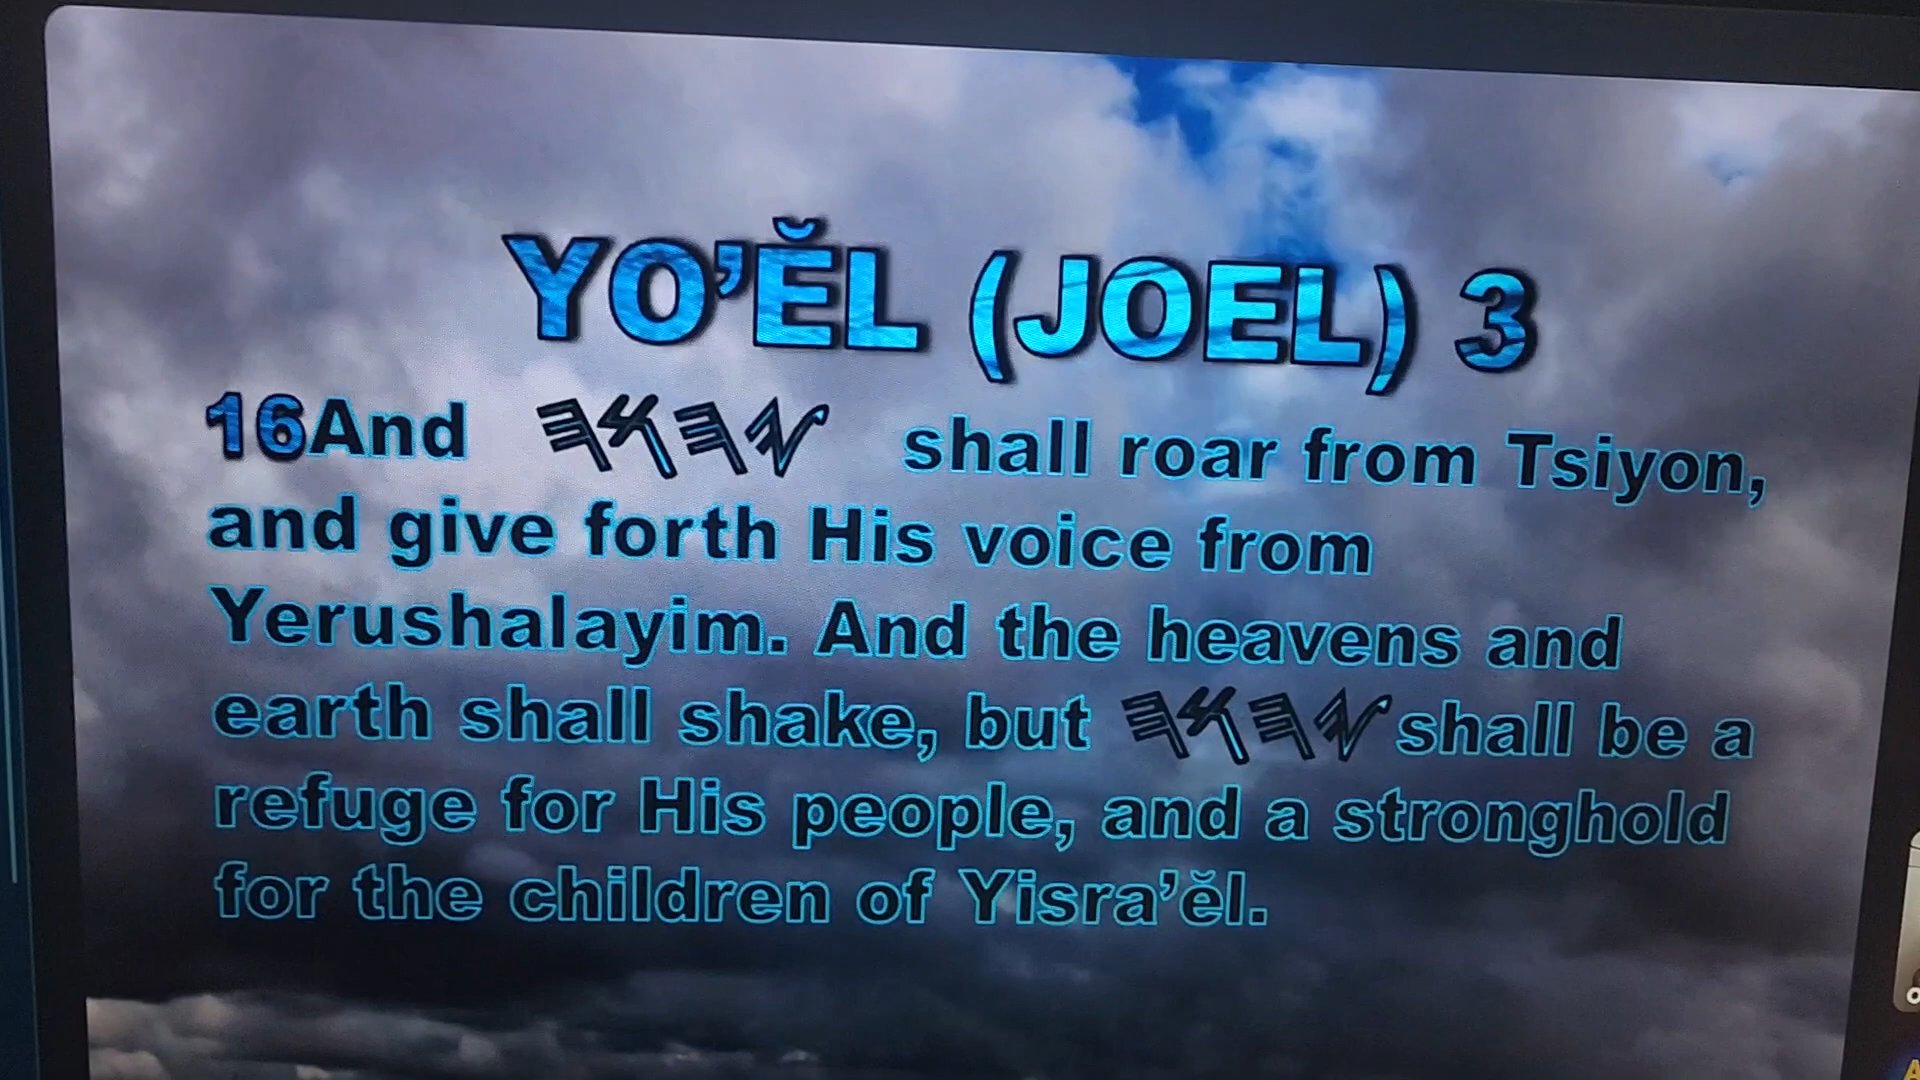 YO’ĔL (JOEL) 3
16And 𐤉𐤄𐤅𐤄 shall roar from Tsiyon,
and give forth His voice from
Yerushalayim. And the heavens and
earth shall shake, but 𐤉𐤄𐤅𐤄 shall be a
refuge for His people, and a stronghold
for the children of Yisra’ĕl.